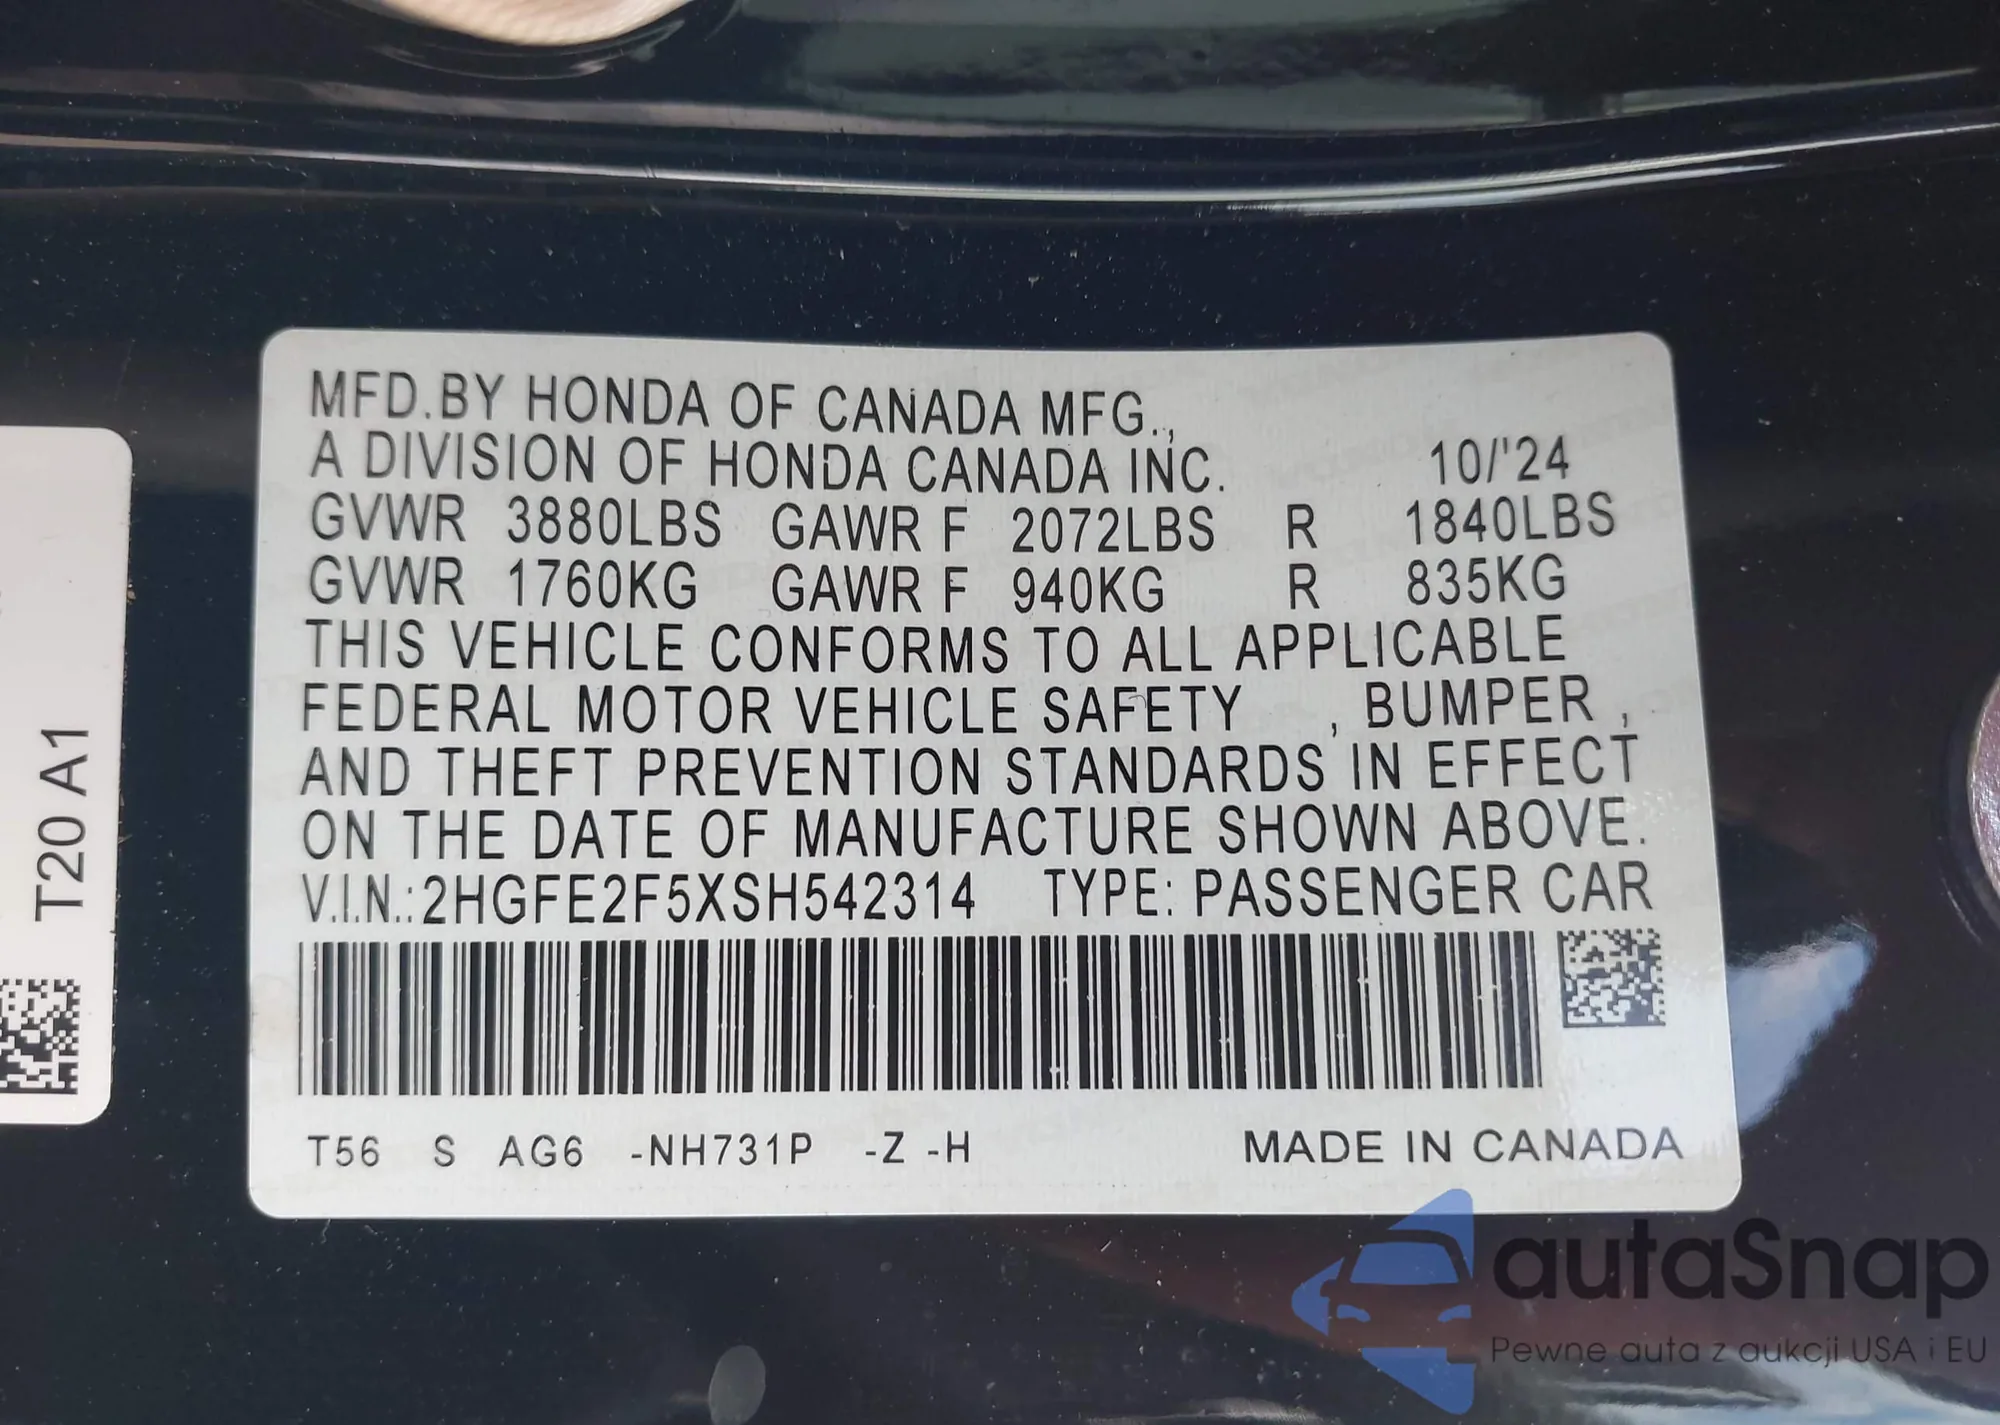 MFD.BY HONDA OF CANADA MFG.,
A DIVISION OF HONDA CANADA INC. 10/'24
GVWR 3880LBS GAWR F 2072LBS R 1840LBS
GVWR 1760KG GAWR F 940KG R 835KG
THIS VEHICLE CONFORMS TO ALL APPLICABLE
FEDERAL MOTOR VEHICLE SAFETY , BUMPER ,
AND THEFT PREVENTION STANDARDS IN EFFECT
ON THE DATE OF MANUFACTURE SHOWN ABOVE.
V.I.N.:2HGFE2F5XSH542314 TYPE: PASSENGER CAR
T56 S AG6 -NH731P -Z -H MADE IN CANADA
T20 A1
autaSnap
Pewne auta z aukcji USA i EU